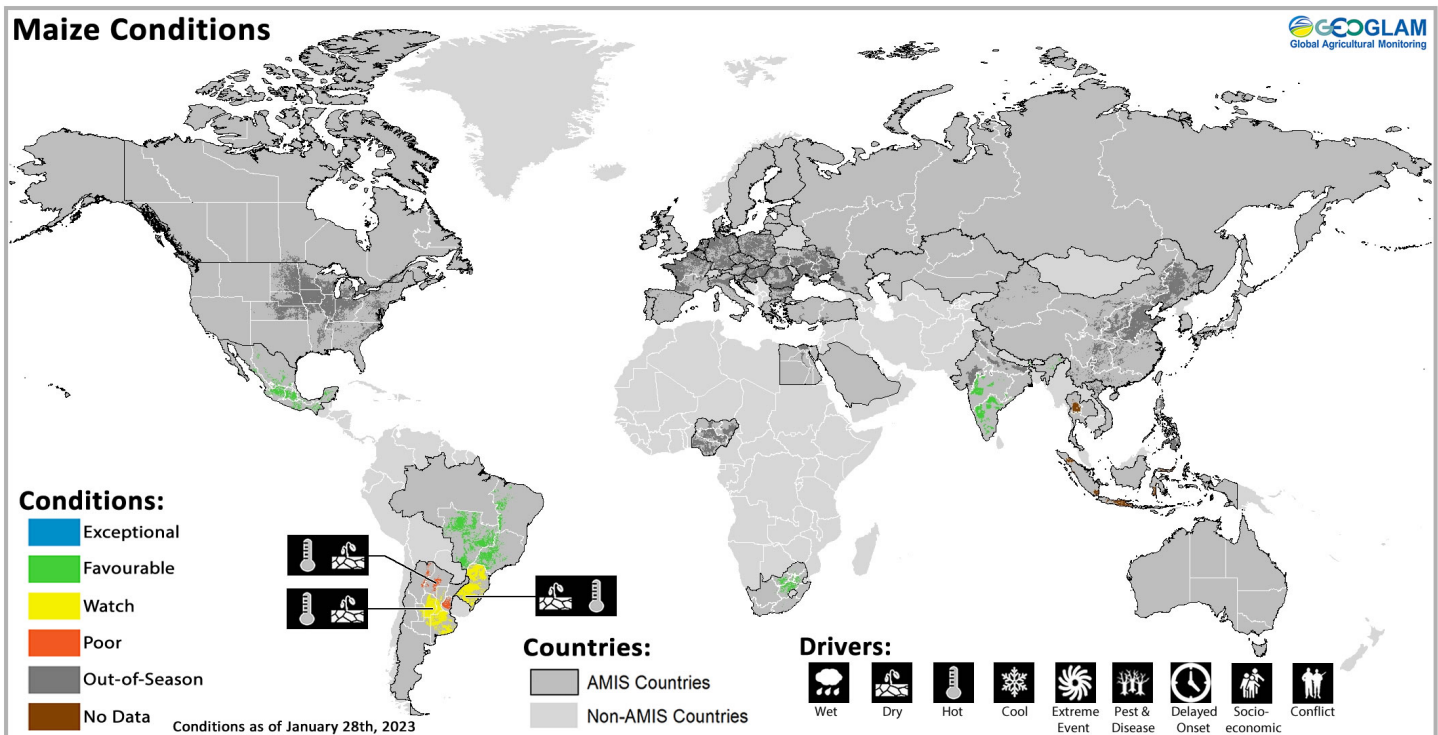 Maize Conditions
GEOGLAM
Global Agricultural Monitoring
Conditions:
Exceptional
Favourable
Watch
Poor
Out-of-Season
No Data
Conditions as of January 28th, 2023
Countries:
AMIS Countries
Non-AMIS Countries
Drivers:
Wet
Dry
Hot
Cool
Extreme
Event
Pest &
Disease
Delayed
Onset
Socio-
economic
Conflict